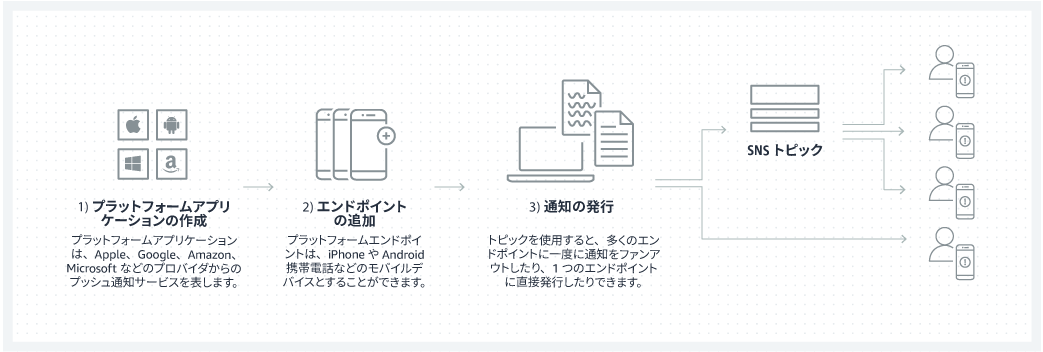 1) プラットフォームアプリ
ケーションの作成
プラットフォームアプリケーション
は、Apple、Google、Amazon、
Microsoft などのプロバイダからの
プッシュ通知サービスを表します。
2) エンドポイント
の追加
プラットフォームエンドポイ
ントは、iPhone や Android
携帯電話などのモバイルデ
バイスとすることができます。
3) 通知の発行
トピックを使用すると、多くのエン
ドポイントに一度に通知をファンア
ウトしたり、1 つのエンドポイント
に直接発行したりできます。
SNS トピック